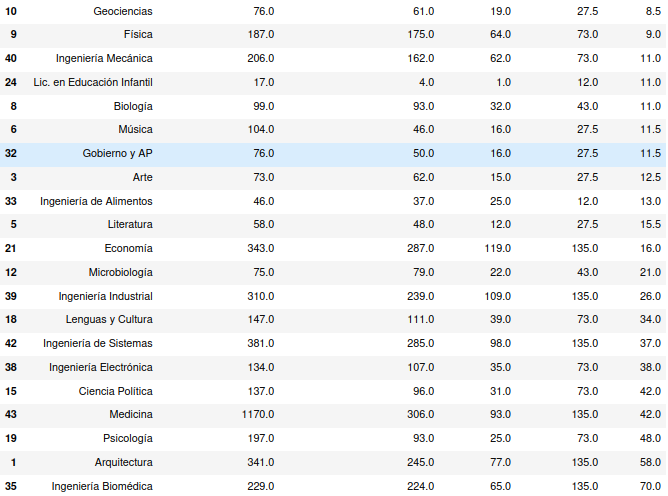 10 Geociencias 76.0 61.0 19.0 27.5 8.5
9 Física 187.0 175.0 64.0 73.0 9.0
40 Ingeniería Mecánica 206.0 162.0 62.0 73.0 11.0
24 Lic. en Educación Infantil 17.0 4.0 1.0 12.0 11.0
8 Biología 99.0 93.0 32.0 43.0 11.0
6 Música 104.0 46.0 16.0 27.5 11.5
32 Gobierno y AP 76.0 50.0 16.0 27.5 11.5
3 Arte 73.0 62.0 15.0 27.5 12.5
33 Ingeniería de Alimentos 46.0 37.0 25.0 12.0 13.0
5 Literatura 58.0 48.0 12.0 27.5 15.5
21 Economía 343.0 287.0 119.0 135.0 16.0
12 Microbiología 75.0 79.0 22.0 43.0 21.0
39 Ingeniería Industrial 310.0 239.0 109.0 135.0 26.0
18 Lenguas y Cultura 147.0 111.0 39.0 73.0 34.0
42 Ingeniería de Sistemas 381.0 285.0 98.0 135.0 37.0
38 Ingeniería Electrónica 134.0 107.0 35.0 73.0 38.0
15 Ciencia Política 137.0 96.0 31.0 73.0 42.0
43 Medicina 1170.0 306.0 93.0 135.0 42.0
19 Psicología 197.0 93.0 25.0 73.0 48.0
1 Arquitectura 341.0 245.0 77.0 135.0 58.0
35 Ingeniería Biomédica 229.0 224.0 65.0 135.0 70.0